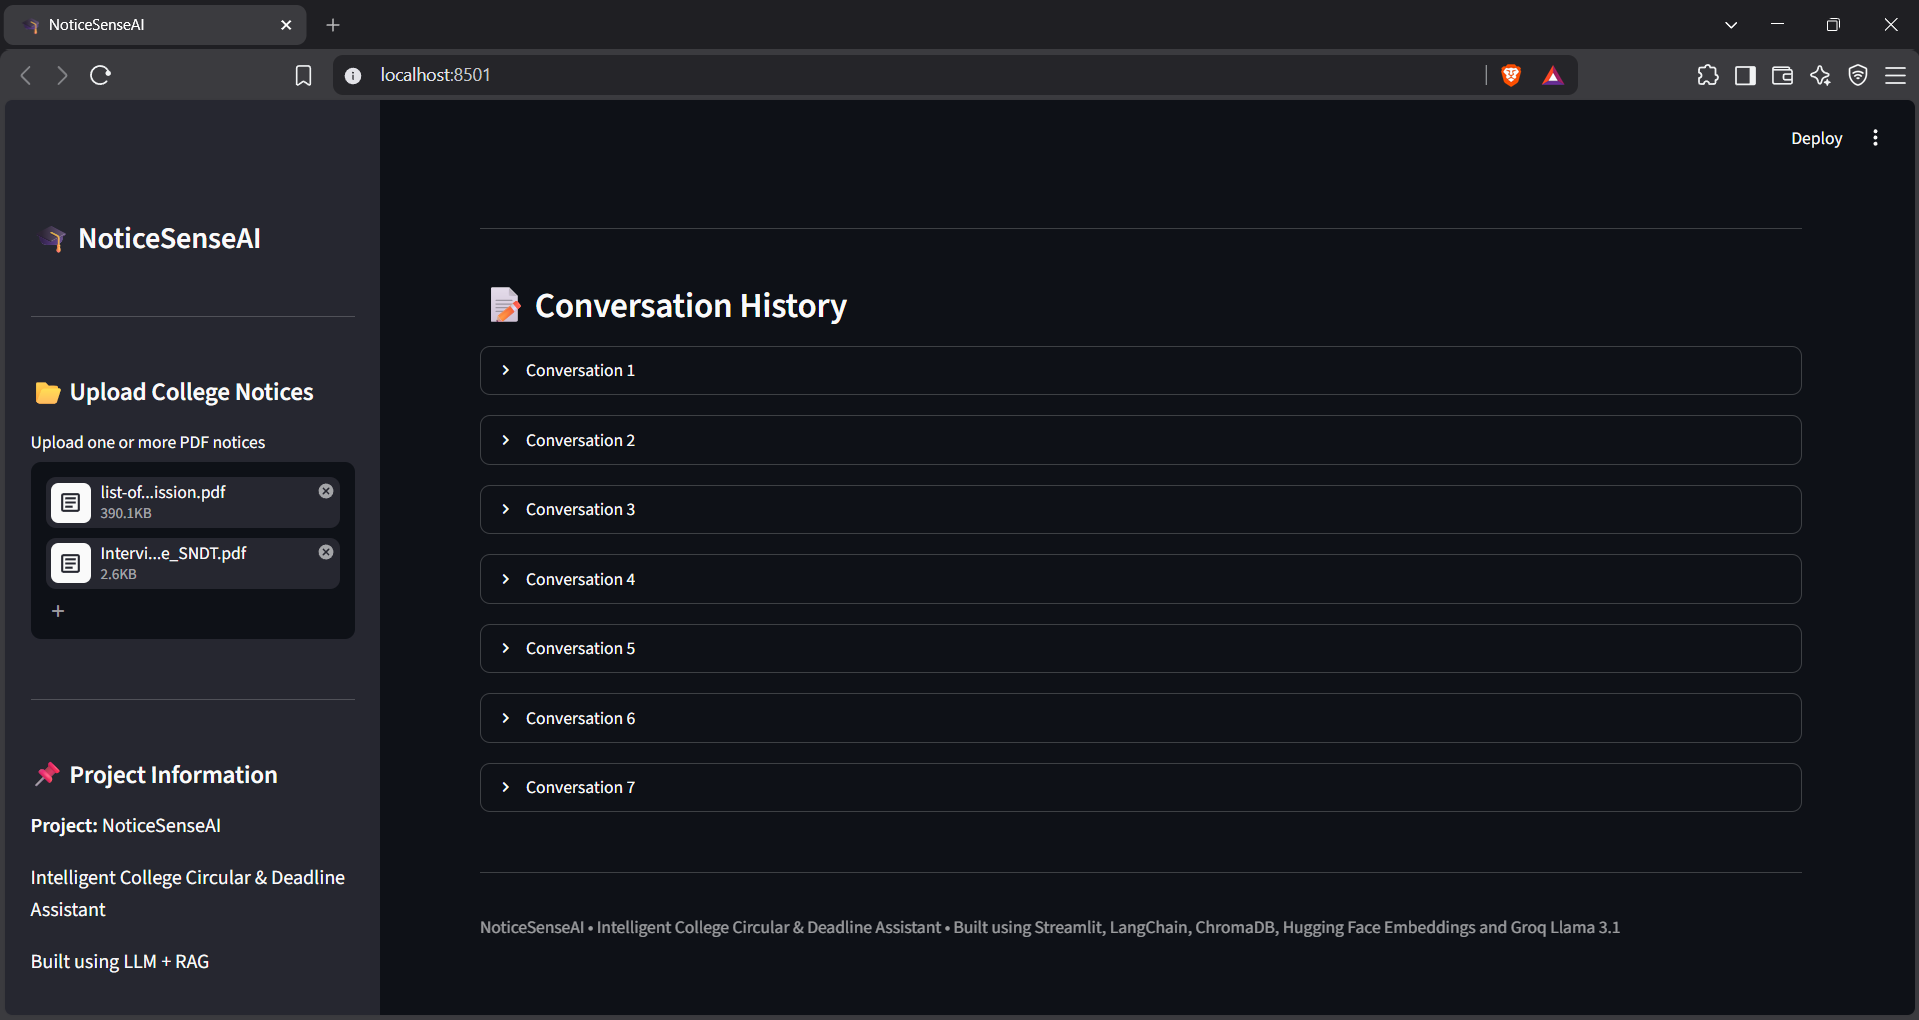 NoticeSenseAI
localhost:8501
Deploy
NoticeSenseAI
Upload College Notices
Upload one or more PDF notices
list-of...ission.pdf
390.1KB
Intervi...e_SNDT.pdf
2.6KB
Project Information
Project: NoticeSenseAI
Intelligent College Circular & Deadline
Assistant
Built using LLM + RAG
Conversation History
Conversation 1
Conversation 2
Conversation 3
Conversation 4
Conversation 5
Conversation 6
Conversation 7
NoticeSenseAI • Intelligent College Circular & Deadline Assistant • Built using Streamlit, LangChain, ChromaDB, Hugging Face Embeddings and Groq Llama 3.1